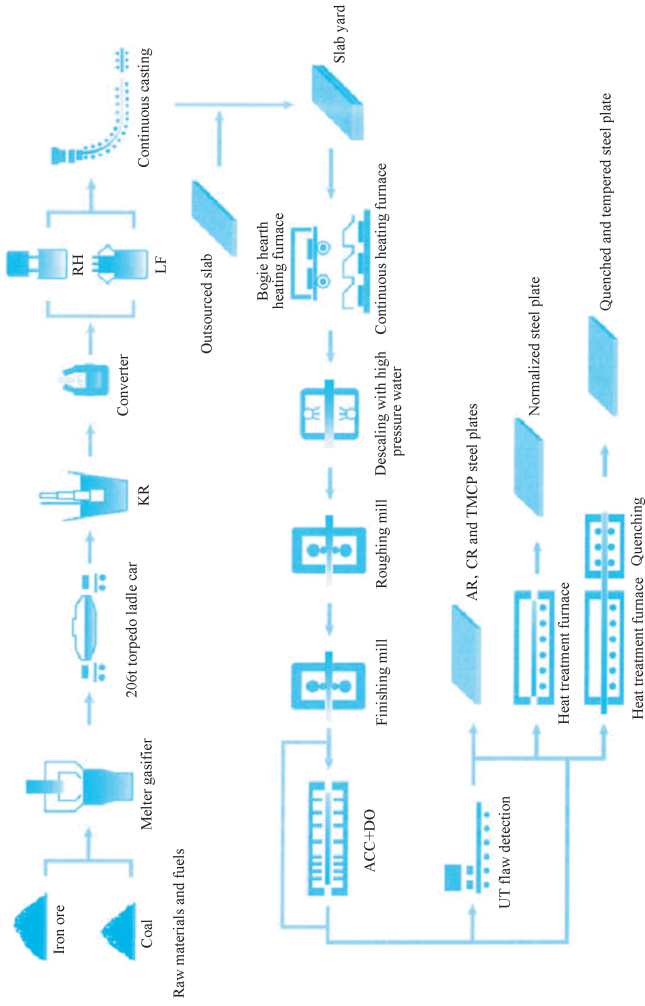 Iron ore
Coal
Raw materials and fuels
Melter gasifier
206t torpedo ladle car
KR
Converter
RH
LF
Continuous casting
Outsourced slab
Slab yard
Bogie hearth
heating furnace
Continuous heating furnace
Descaling with high
pressure water
Roughing mill
Finishing mill
ACC+DO
UT flaw detection
AR, CR and TMCP steel plates
Heat treatment furnace
Normalized steel plate
Heat treatment furnace
Quenching
Quenched and tempered steel plate